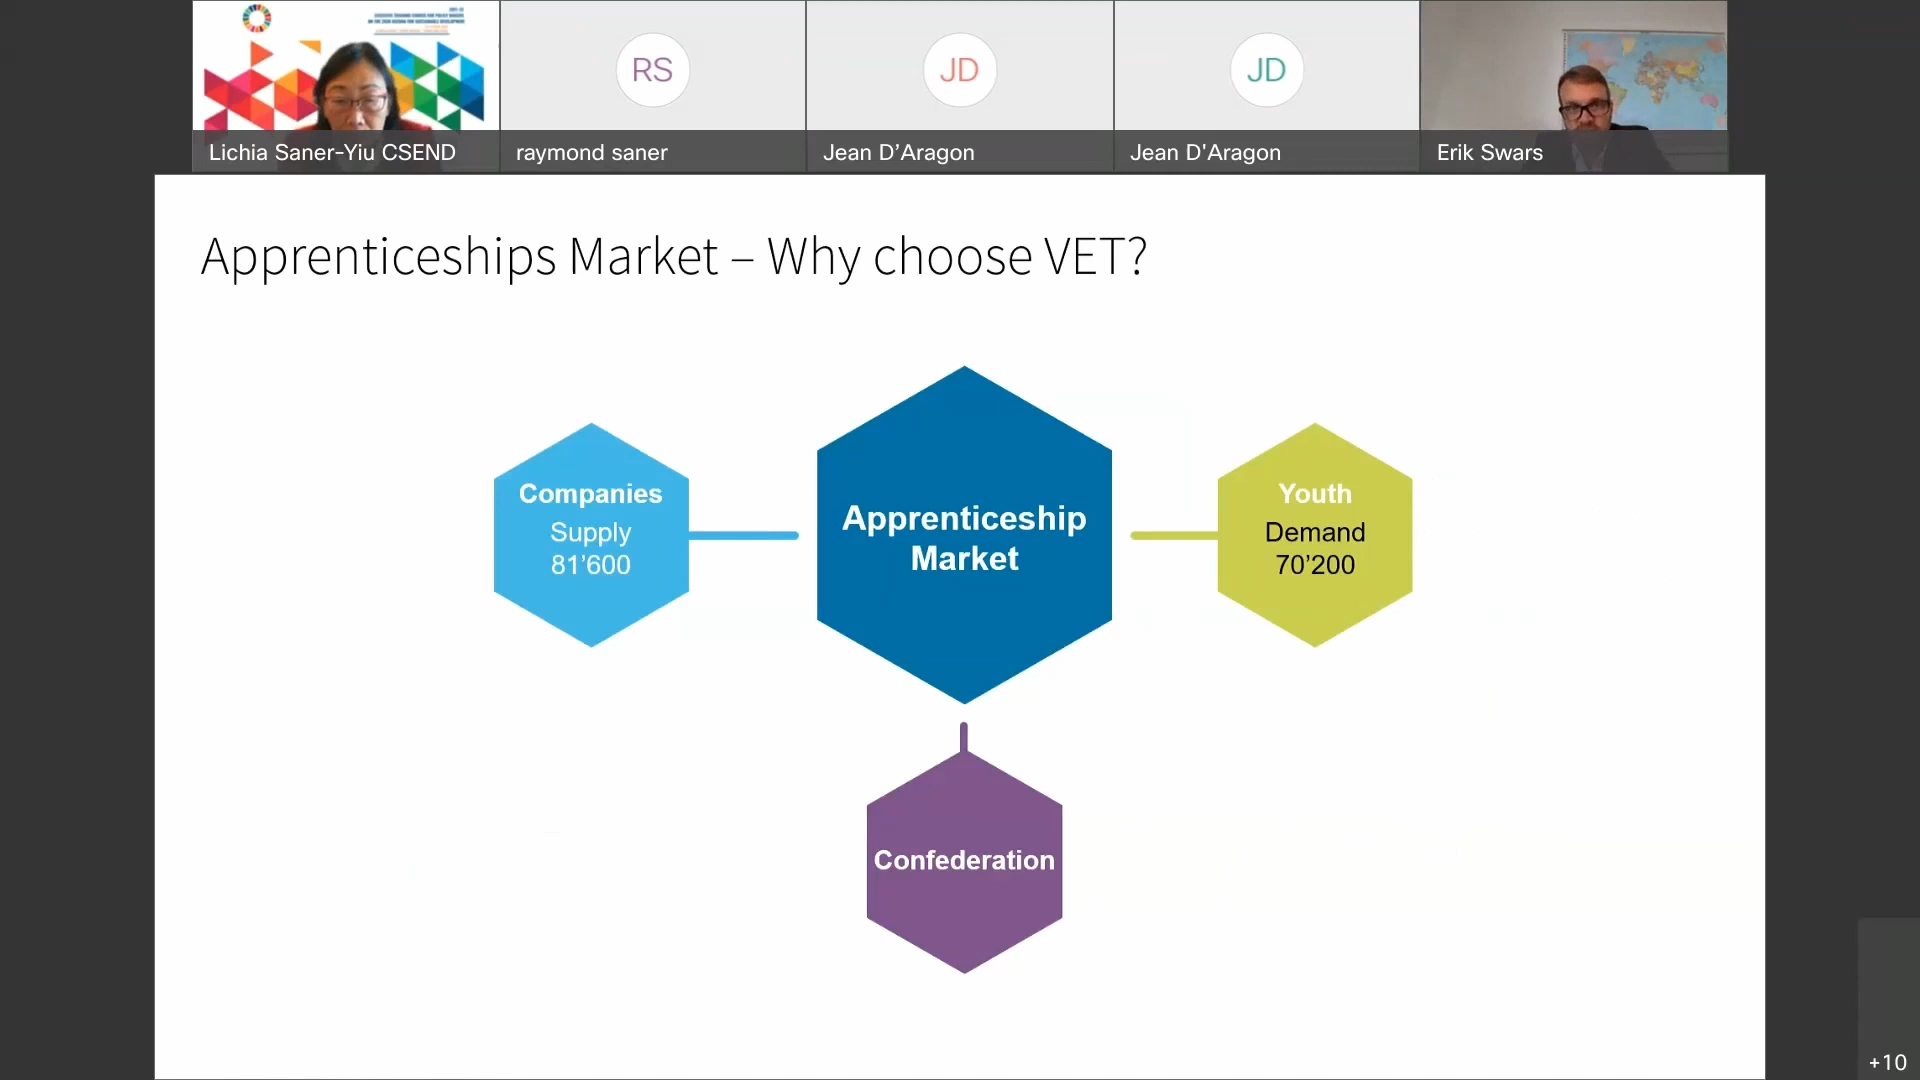 RS
JD
JD
Lichia Saner-Yiu CSEND
raymond saner
Jean D’Aragon
Jean D'Aragon
Erik Swars
Apprenticeships Market – Why choose VET?
Companies
Supply
81’600
Apprenticeship
Market
Youth
Demand
70’200
Confederation
+10